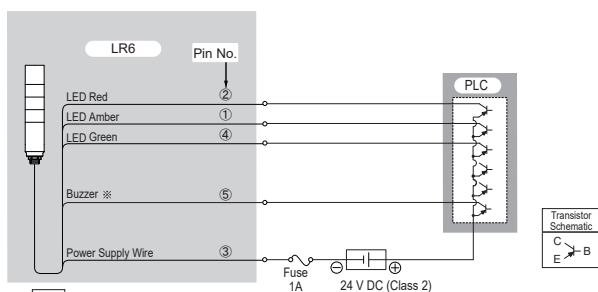 LR6
Pin No.
PLC
LED Red ②
LED Amber ①
LED Green ④
Buzzer ※ ⑤
Power Supply Wire ③
Fuse
1A
⊖ ⊕
24 V DC (Class 2)
Transistor
Schematic
C
B
E